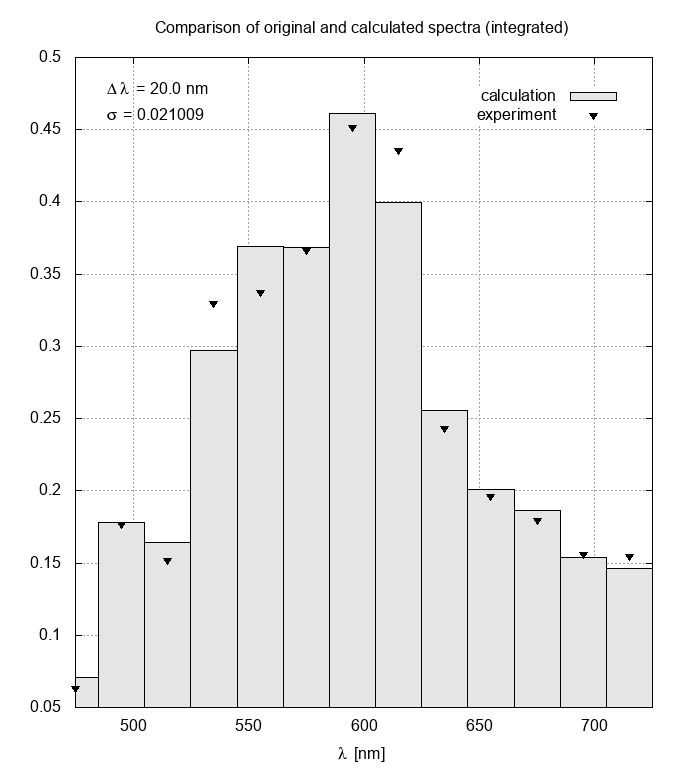 Comparison of original and calculated spectra (integrated)
0.5
Δλ = 20.0 nm
σ = 0.021009
calculation
experiment
0.45
0.4
0.35
0.3
0.25
0.2
0.15
0.1
0.05
500 550 600 650 700
λ [nm]